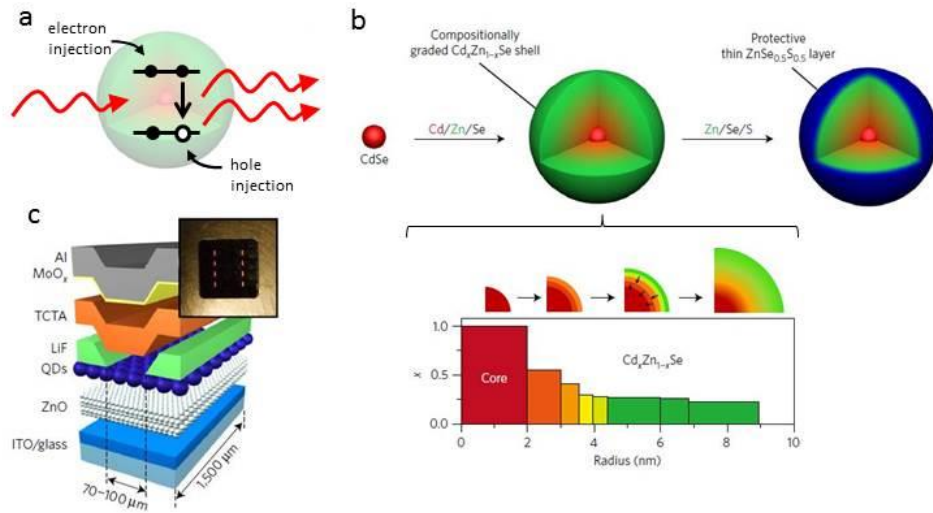 a
electron
injection
hole
injection
b
Compositionally
graded CdₓZn₁₋ₓSe shell
Protective
thin ZnSe₀.₅S₀.₅ layer
CdSe
Cd/Zn/Se
Zn/Se/S
1.0
0.5
0.0
x
Core
CdₓZn₁₋ₓSe
0
2
4
6
8
10
Radius (nm)
c
Al
MoOₓ
TCTA
LiF
QDs
ZnO
ITO/glass
70–100 μm
1,500 μm